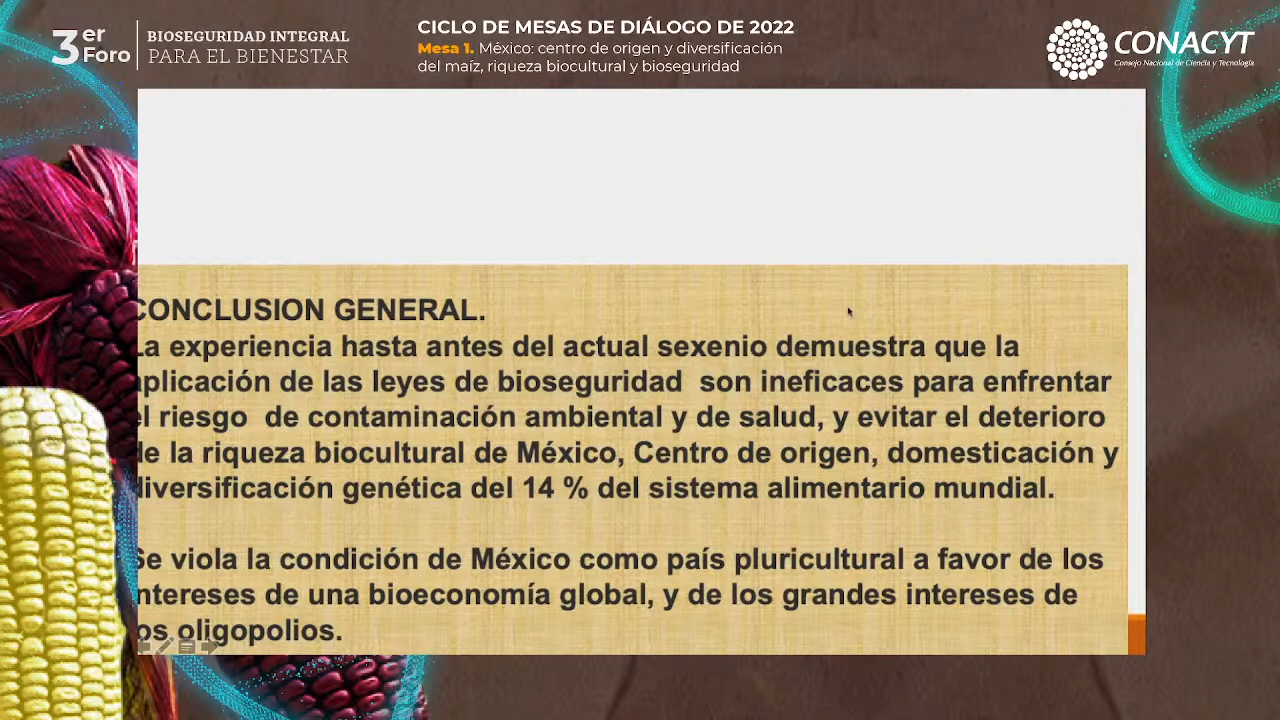 3er Foro
BIOSEGURIDAD INTEGRAL
PARA EL BIENESTAR
CICLO DE MESAS DE DIÁLOGO DE 2022
Mesa 1. México: centro de origen y diversificación
del maíz, riqueza biocultural y bioseguridad
CONACYT
Consejo Nacional de Ciencia y Tecnología
CONCLUSION GENERAL.
La experiencia hasta antes del actual sexenio demuestra que la
aplicación de las leyes de bioseguridad son ineficaces para enfrentar
el riesgo de contaminación ambiental y de salud, y evitar el deterioro
de la riqueza biocultural de México, Centro de origen, domesticación y
diversificación genética del 14 % del sistema alimentario mundial.
Se viola la condición de México como país pluricultural a favor de los
intereses de una bioeconomía global, y de los grandes intereses de
los oligopolios.